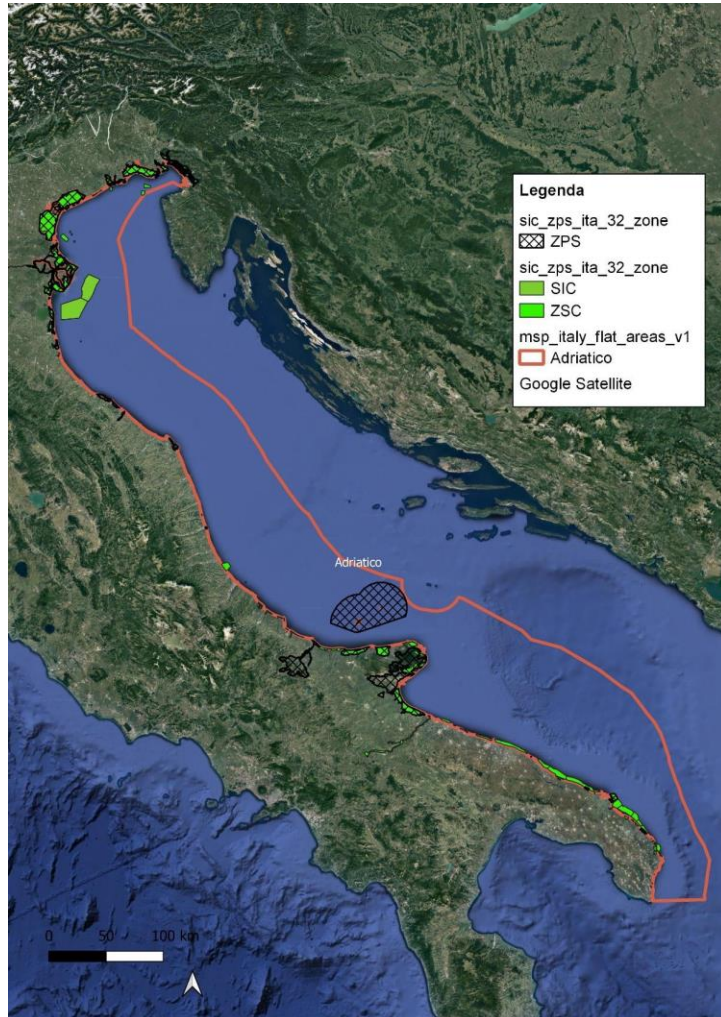 Legenda
sic_zps_ita_32_zone
ZPS
sic_zps_ita_32_zone
SIC
ZSC
msp_italy_flat_areas_v1
Adriatico
Google Satellite
Adriatico
0 50 100 km